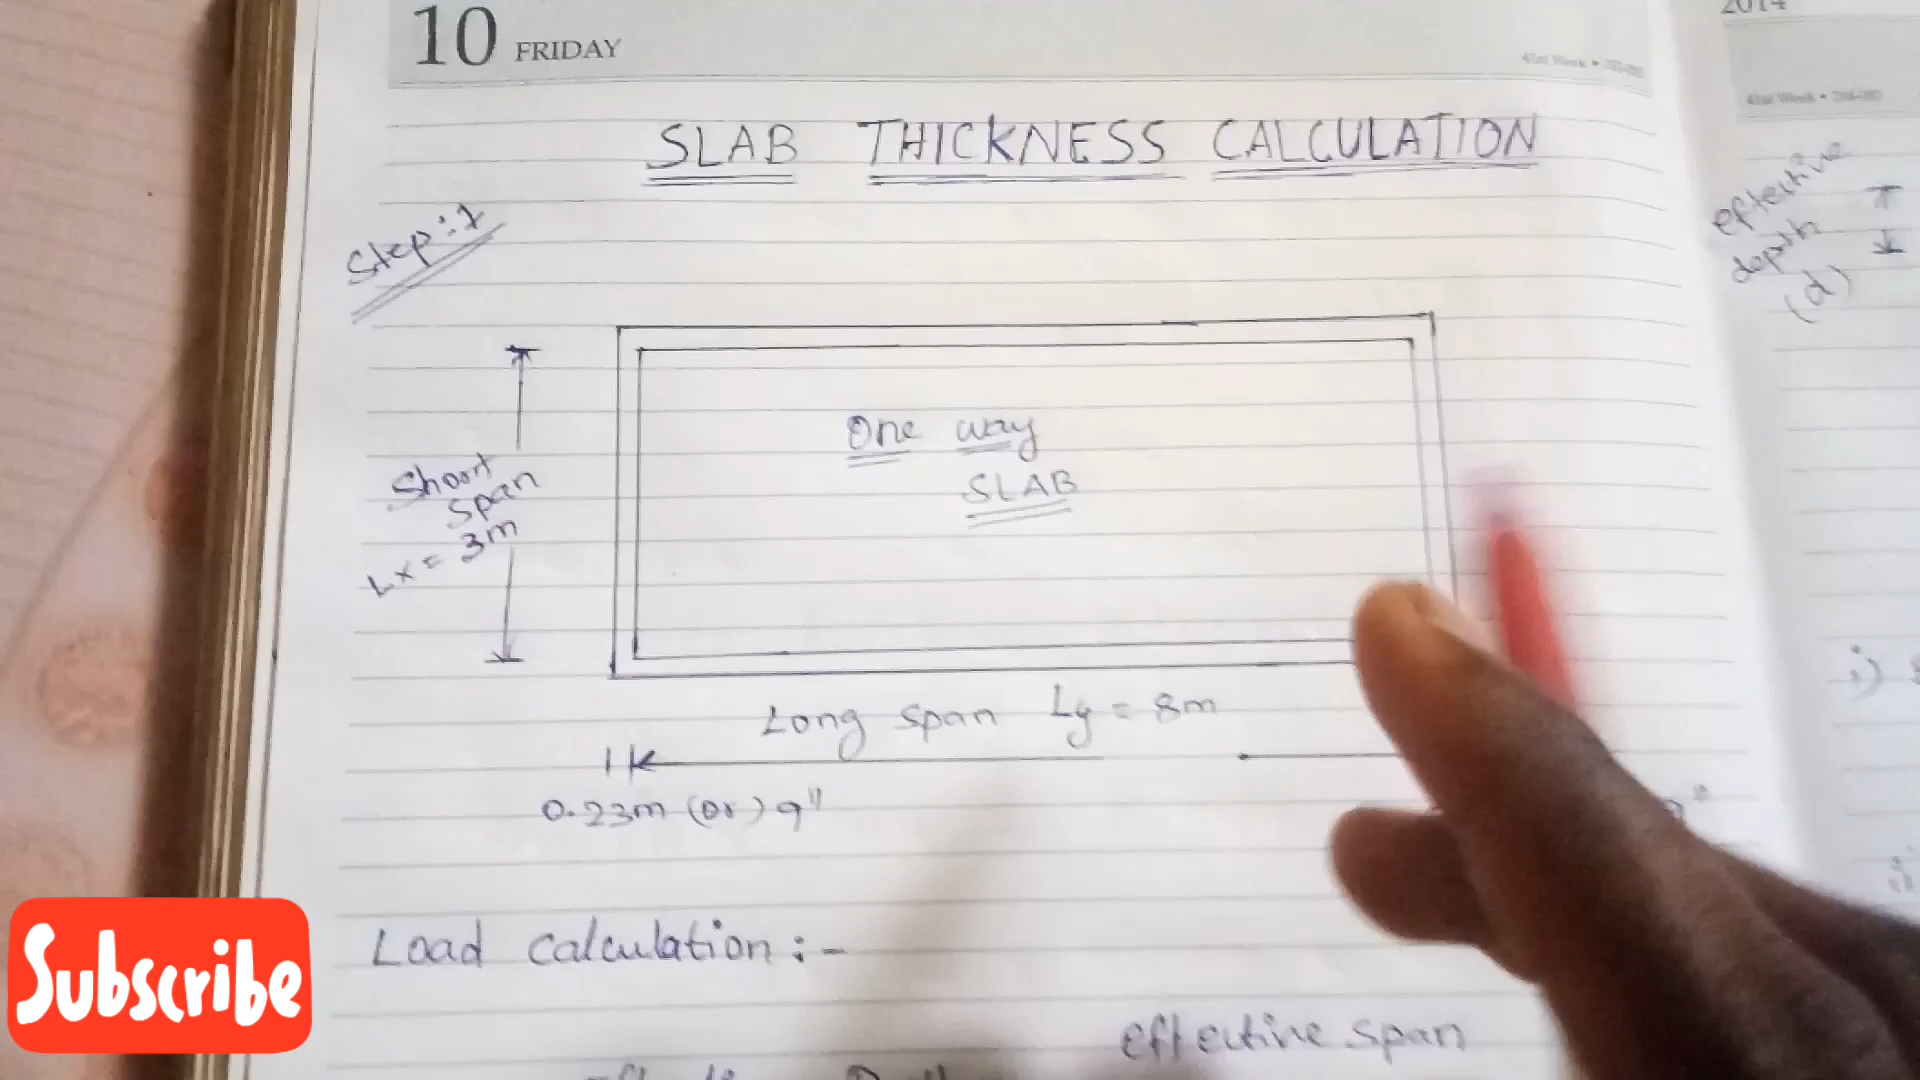 2014
10 FRIDAY
SLAB THICKNESS CALCULATION
Step:1
One way
SLAB
Short
Span
Lx = 3m
Long Span Ly = 8m
0.23m (or) 9"
Load calculation :-
effective span
effective
depth
(d)
i)
Subscribe